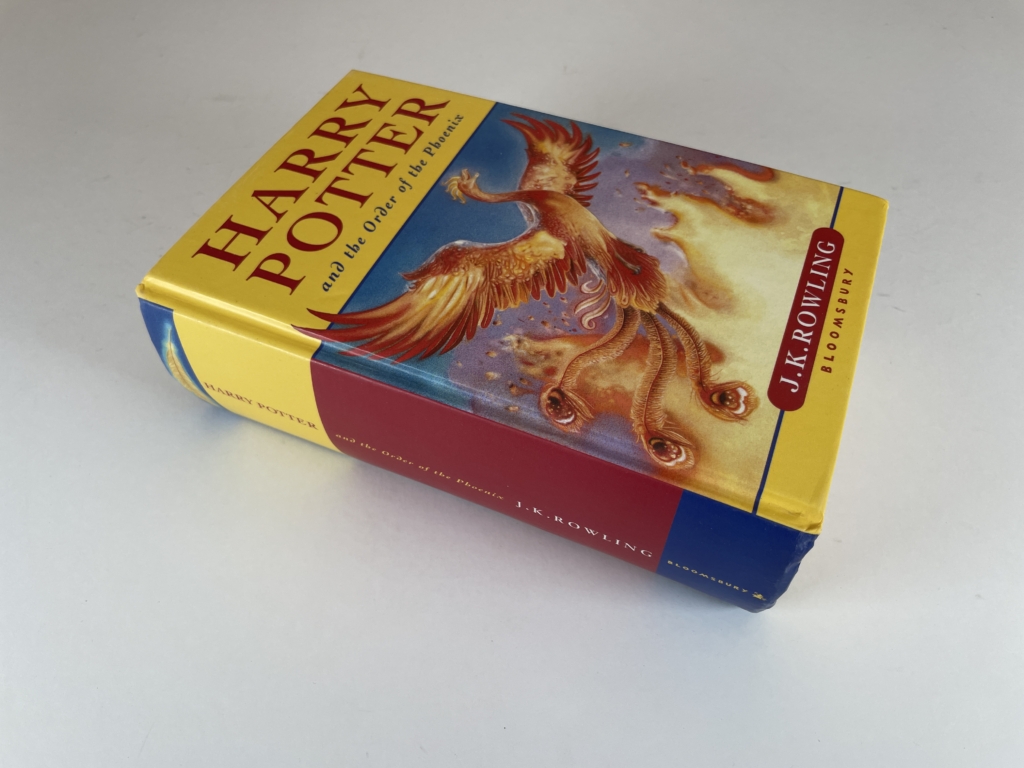 HARRY
POTTER
and the Order of the Phoenix
J.K.ROWLING
BLOOMSBURY
HARRY POTTER
and the Order of the Phoenix
J.K.ROWLING
BLOOMSBURY